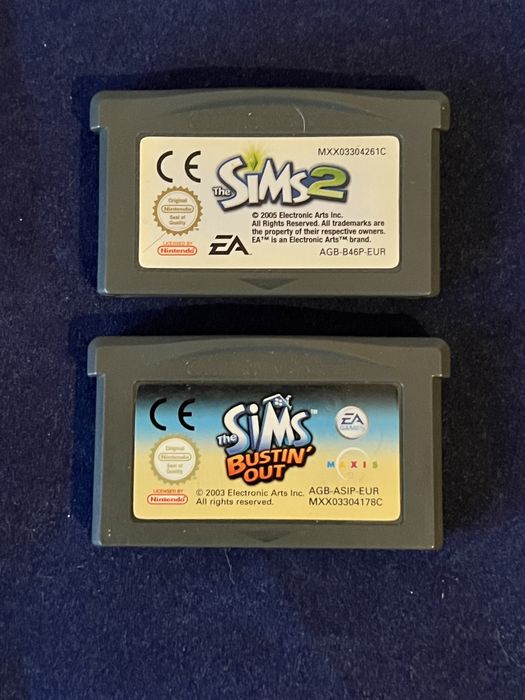 MXX03304261C
CE
The SiMs 2
Original
Nintendo
Seal of
Quality
© 2005 Electronic Arts Inc.
All Rights Reserved. All trademarks are
the property of their respective owners.
EA™ is an Electronic Arts™ brand.
LICENSED BY
Nintendo
EA™
AGB-B46P-EUR
CE
The SiMs™
BUSTIN'
OUT
EA
GAMES
Original
Nintendo
Seal of
Quality
MAXIS
LICENSED BY
Nintendo
© 2003 Electronic Arts Inc.
All rights reserved.
AGB-ASIP-EUR
MXX03304178C